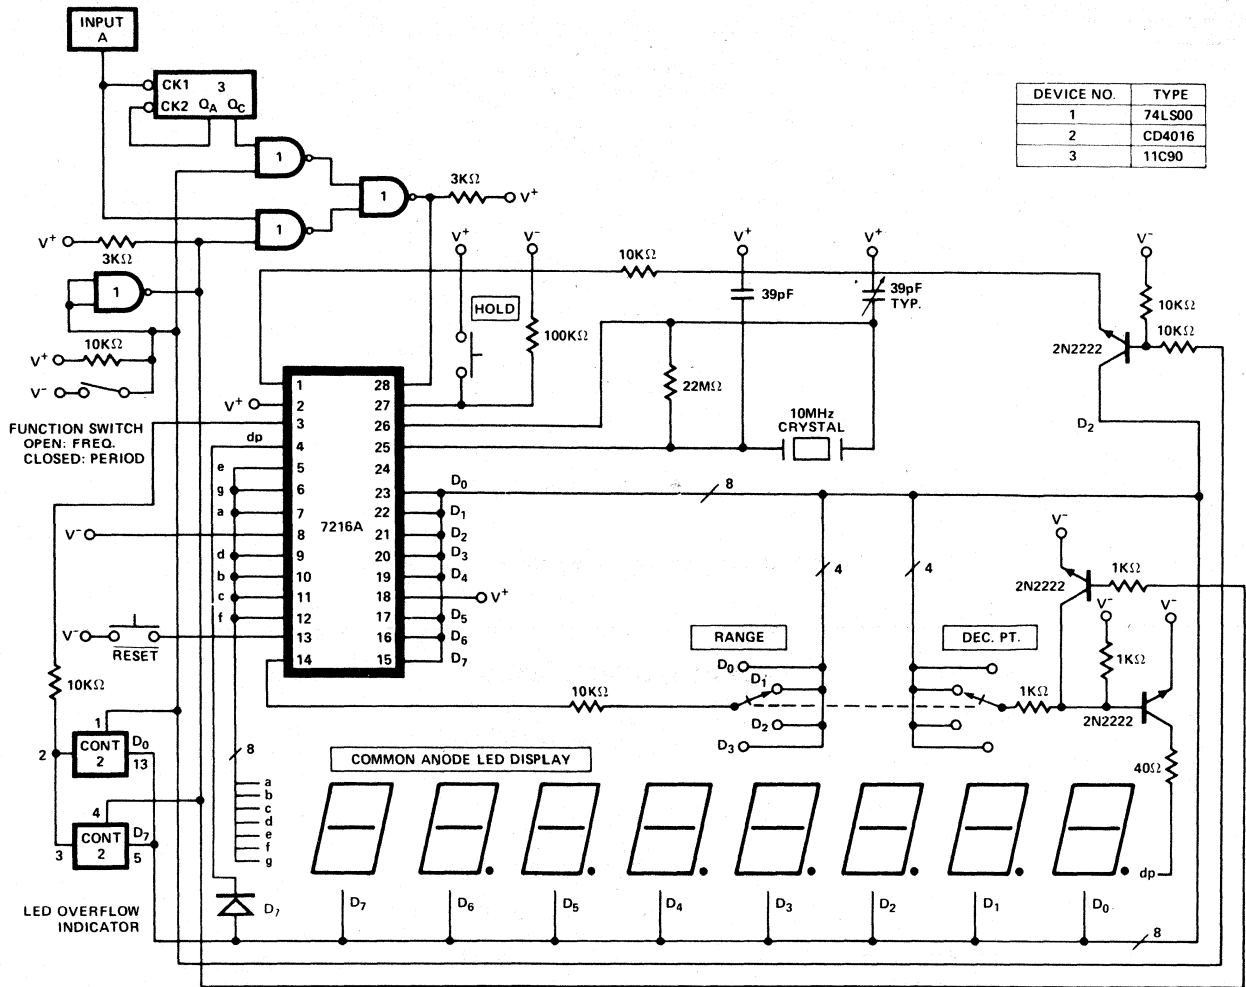 INPUT
A
CK1 3
CK2 QA QC
1
1
1
3KΩ
V+
V+
3KΩ
1
10KΩ
V+
V−
FUNCTION SWITCH
OPEN: FREQ.
CLOSED: PERIOD
DEVICE NO. TYPE
1 74LS00
2 CD4016
3 11C90
V+
V−
HOLD
100KΩ
10KΩ
V+
39pF
V+
39pF
TYP.
22MΩ
10MHz
CRYSTAL
V−
10KΩ
10KΩ
2N2222
D2
V+
dp
e
g
a
V−
d
b
c
f
V−
RESET
1
2
3
4
5
6
7
8
9
10
11
12
13
14
7216A
28
27
26
25
24
23
22
21
20
19
18
17
16
15
D0
D1
D2
D3
D4
V+
D5
D6
D7
8
4
4
RANGE
D0
D1
D2
D3
10KΩ
DEC. PT.
V−
2N2222
1KΩ
V−
V−
1KΩ
1KΩ
2N2222
40Ω
dp
10KΩ
1
2
CONT
2
D0
13
4
3
CONT
2
D7
5
8
a
b
c
d
e
f
g
LED OVERFLOW
INDICATOR
D7
COMMON ANODE LED DISPLAY
D7 D6 D5 D4 D3 D2 D1 D0
8